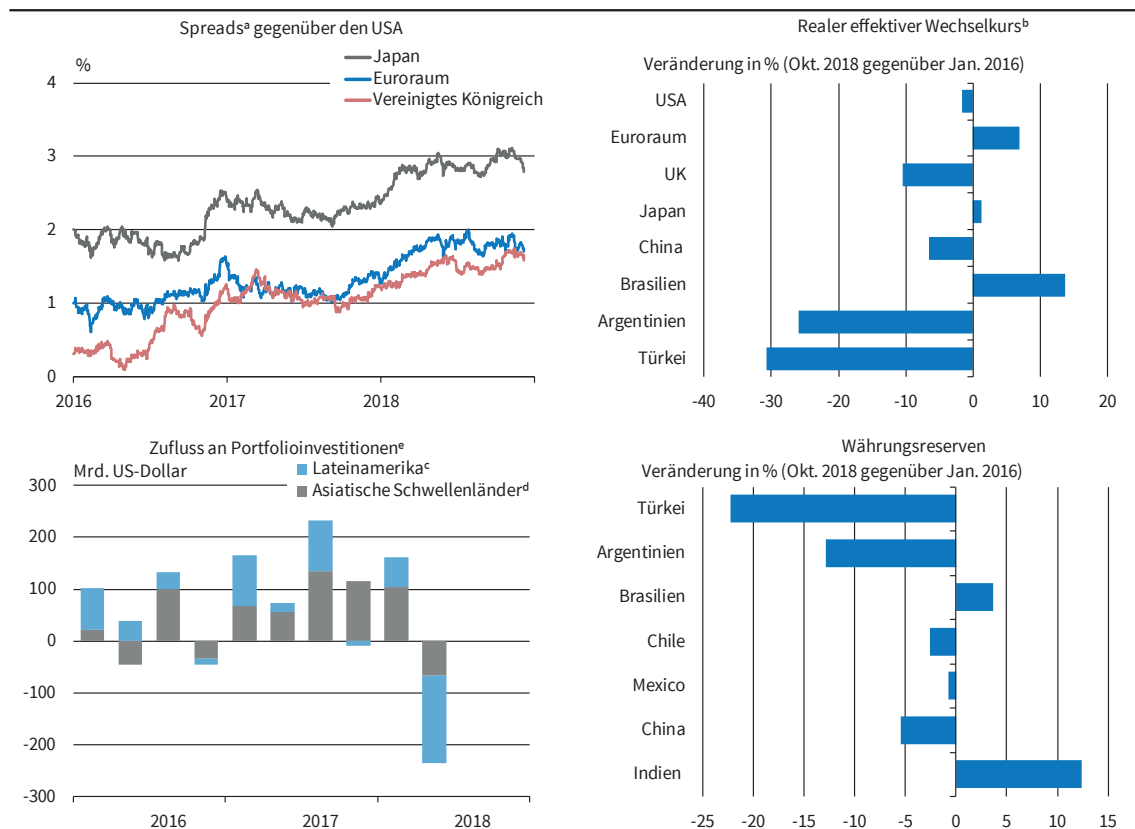 Spreadsᵃ gegenüber den USA
%
Japan
Euroraum
Vereinigtes Königreich
4
3
2
1
0
2016
2017
2018
Realer effektiver Wechselkursᵇ
Veränderung in % (Okt. 2018 gegenüber Jan. 2016)
USA
Euroraum
UK
Japan
China
Brasilien
Argentinien
Türkei
-40 -30 -20 -10 0 10 20
Zufluss an Portfolioinvestitionenᵉ
Mrd. US-Dollar
Lateinamerikaᶜ
Asiatische Schwellenländerᵈ
300
200
100
0
-100
-200
-300
2016 2017 2018
Währungsreserven
Veränderung in % (Okt. 2018 gegenüber Jan. 2016)
Türkei
Argentinien
Brasilien
Chile
Mexico
China
Indien
-25 -20 -15 -10 -5 0 5 10 15